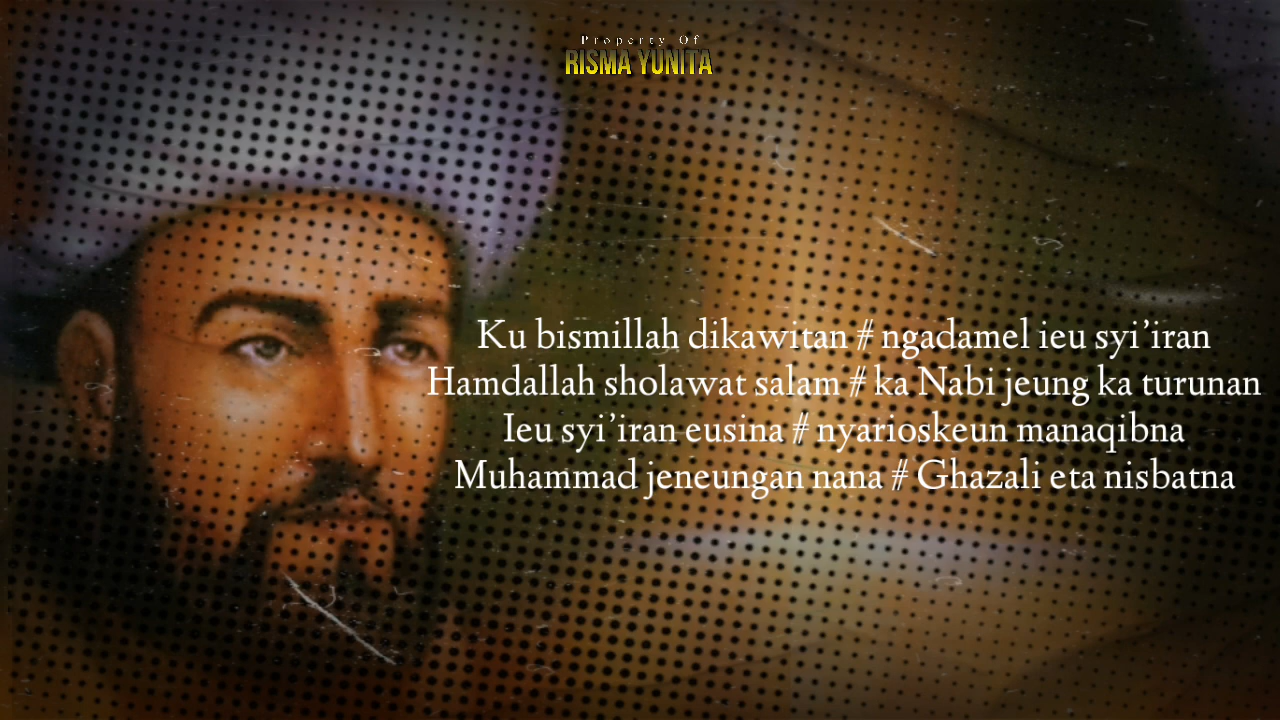 Property Of
RISMA YUNITA
Ku bismillah dikawitan # ngadamel ieu syi’iran
Hamdallah sholawat salam # ka Nabi jeung ka turunan
Ieu syi’iran eusina # nyarioskeun manaqibna
Muhammad jeneungan nana # Ghazali eta nisbatna